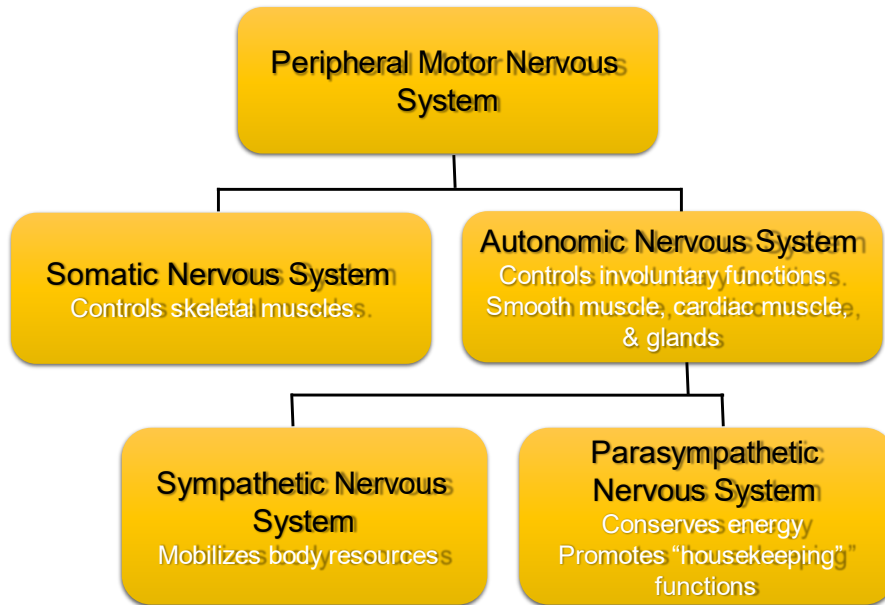 Peripheral Motor Nervous
System
Somatic Nervous System
Controls skeletal muscles.
Autonomic Nervous System
Controls involuntary functions.
Smooth muscle, cardiac muscle,
& glands
Sympathetic Nervous
System
Mobilizes body resources
Parasympathetic
Nervous System
Conserves energy
Promotes “housekeeping”
functions